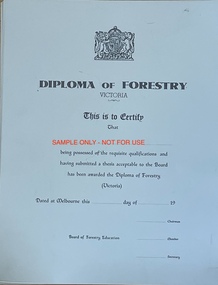 DIPLOMA OF FORESTRY
VICTORIA
This is to Certify
That
SAMPLE ONLY - NOT FOR USE
being possessed of the requisite qualifications and
having submitted a thesis acceptable to the Board
has been awarded the Diploma of Forestry
(Victoria)
Dated at Melbourne this day of 19
Chairman
Board of Forestry Education Member
Secretary